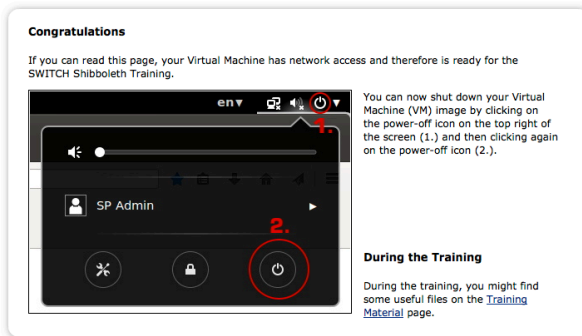 Congratulations
If you can read this page, your Virtual Machine has network access and therefore is ready for the
SWITCH Shibboleth Training.
en
1.
SP Admin
2.
You can now shut down your Virtual
Machine (VM) image by clicking on
the power-off icon on the top right of
the screen (1.) and then clicking again
on the power-off icon (2.).
During the Training
During the training, you might find
some useful files on the Training
Material page.